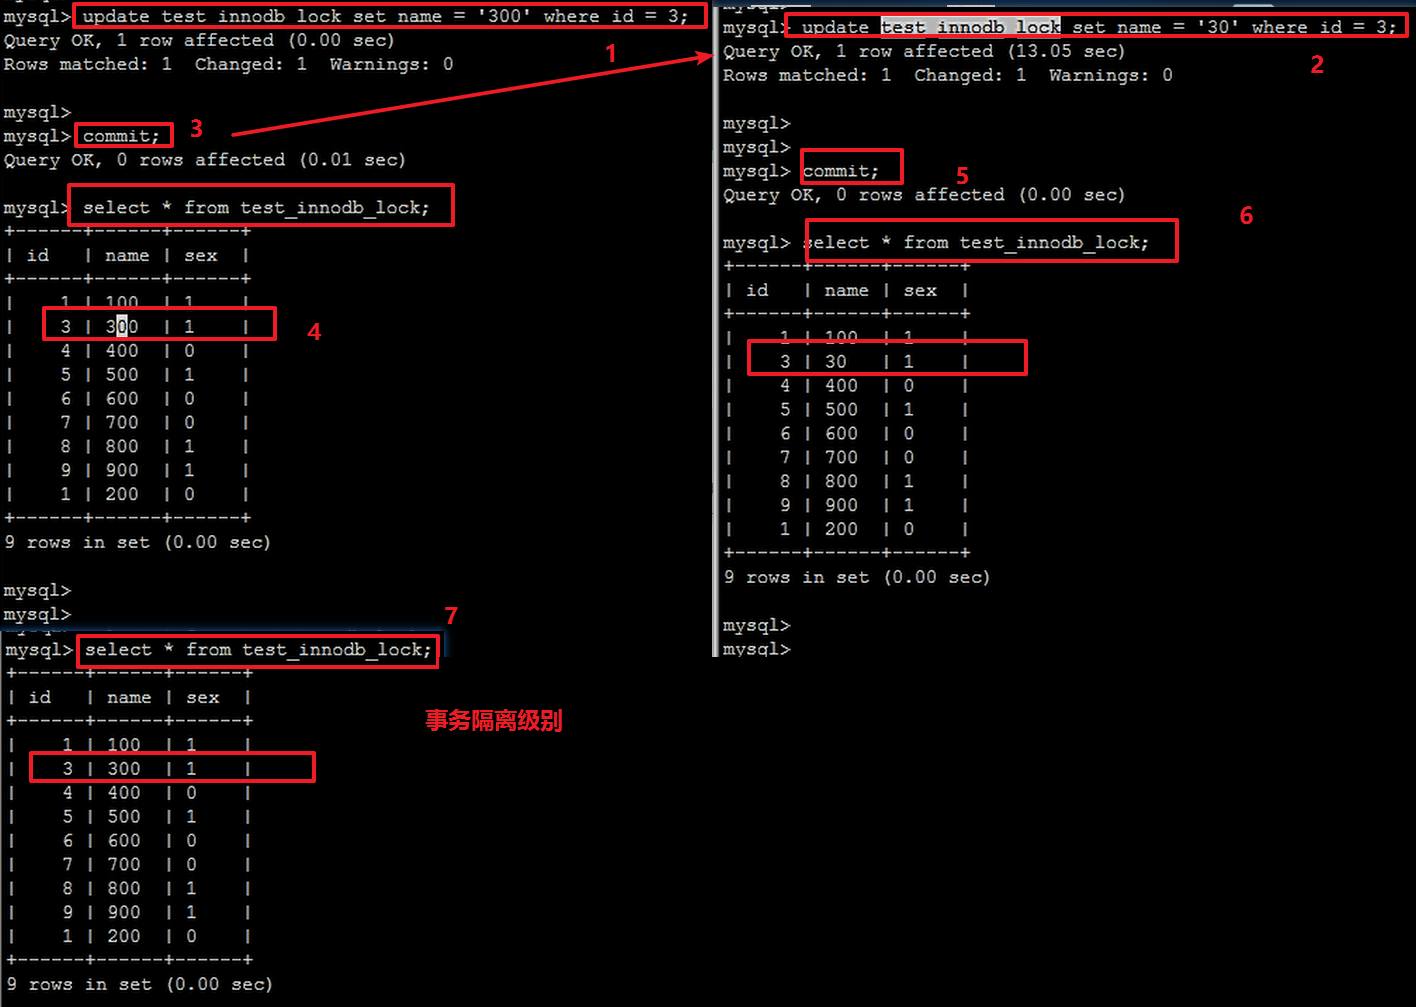 mysql> update test_innodb_lock set name = '300' where id = 3;
Query OK, 1 row affected (0.00 sec)
Rows matched: 1  Changed: 1  Warnings: 0
1
mysql>
mysql> commit;
3
Query OK, 0 rows affected (0.01 sec)
mysql> select * from test_innodb_lock;
+------+------+------+
| id   | name | sex  |
+------+------+------+
|    1 | 100  | 1    |
|    3 | 300  | 1    |
4
|    4 | 400  | 0    |
|    5 | 500  | 1    |
|    6 | 600  | 0    |
|    7 | 700  | 0    |
|    8 | 800  | 1    |
|    9 | 900  | 1    |
|    1 | 200  | 0    |
+------+------+------+
9 rows in set (0.00 sec)
mysql>
mysql>
7
mysql> select * from test_innodb_lock;
+------+------+------+
| id   | name | sex  |
+------+------+------+
事务隔离级别
|    1 | 100  | 1    |
|    3 | 300  | 1    |
|    4 | 400  | 0    |
|    5 | 500  | 1    |
|    6 | 600  | 0    |
|    7 | 700  | 0    |
|    8 | 800  | 1    |
|    9 | 900  | 1    |
|    1 | 200  | 0    |
+------+------+------+
9 rows in set (0.00 sec)
mysql> update test_innodb_lock set name = '30' where id = 3;
Query OK, 1 row affected (13.05 sec)
2
Rows matched: 1  Changed: 1  Warnings: 0
mysql>
mysql>
mysql> commit;
5
Query OK, 0 rows affected (0.00 sec)
6
mysql> select * from test_innodb_lock;
+------+------+------+
| id   | name | sex  |
+------+------+------+
|    1 | 100  | 1    |
|    3 | 30   | 1    |
|    4 | 400  | 0    |
|    5 | 500  | 1    |
|    6 | 600  | 0    |
|    7 | 700  | 0    |
|    8 | 800  | 1    |
|    9 | 900  | 1    |
|    1 | 200  | 0    |
+------+------+------+
9 rows in set (0.00 sec)
mysql>
mysql>